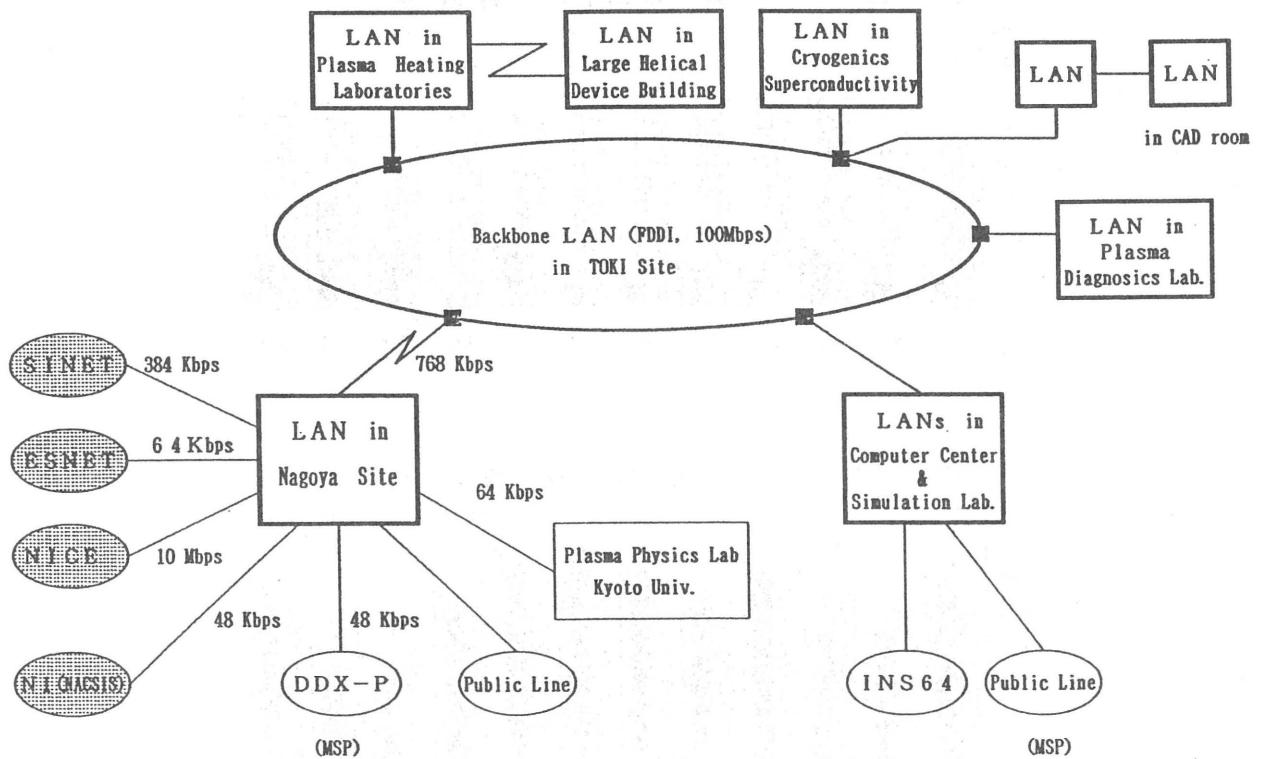 LAN in
Plasma Heating
Laboratories
LAN in
Large Helical
Device Building
LAN in
Cryogenics
Superconductivity
LAN
LAN
in CAD room
Backbone LAN (FDDI, 100Mbps)
in TOKI Site
LAN in
Plasma
Diagnosics Lab.
768 Kbps
SINET
384 Kbps
ESNET
64 Kbps
NICE
10 Mbps
NI (NACSIS)
48 Kbps
LAN in
Nagoya Site
64 Kbps
Plasma Physics Lab
Kyoto Univ.
48 Kbps
DDX-P
(MSP)
Public Line
LANs in
Computer Center
&
Simulation Lab.
INS64
Public Line
(MSP)